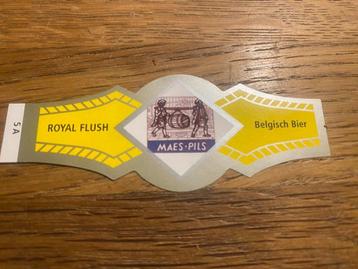 5A
ROYAL FLUSH
MAES·PILS
Belgisch Bier